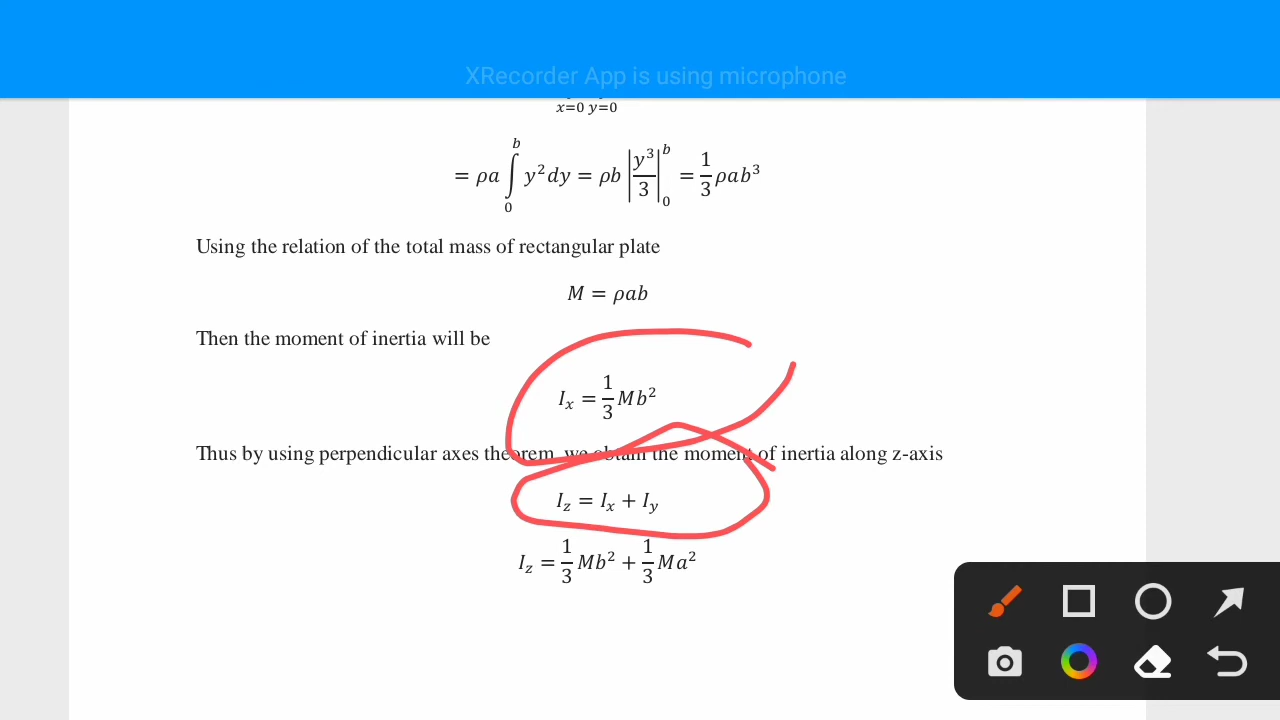 XRecorder App is using microphone
x=0 y=0
= ρa ∫₀ᵇ y² dy = ρb |y³/3|₀ᵇ = 1/3 ρab³
Using the relation of the total mass of rectangular plate
M = ρab
Then the moment of inertia will be
Iₓ = 1/3 Mb²
Thus by using perpendicular axes theorem, we obtain the moment of inertia along z-axis
I_z = I_x + I_y
I_z = 1/3 Mb² + 1/3 Ma²